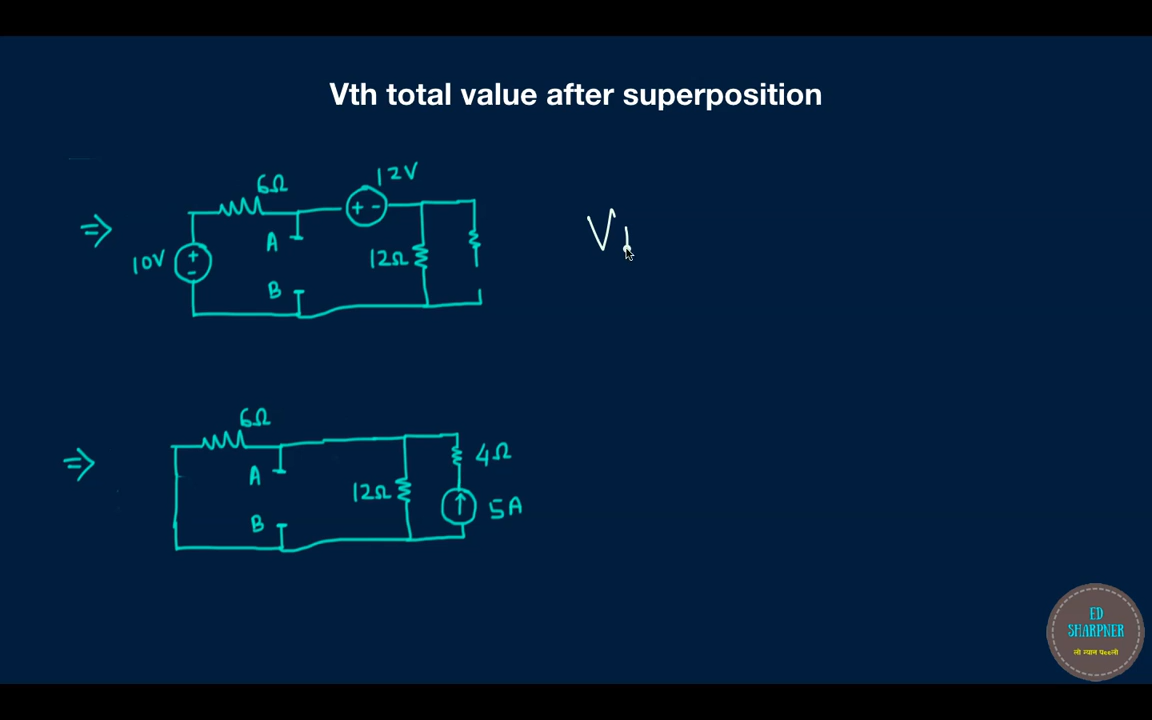 Vth total value after superposition
12V
6Ω
+ -
⇒
A
10V
+
-
12Ω
B
V
6Ω
⇒
A
4Ω
12Ω
B
5A
ED
SHARPNER